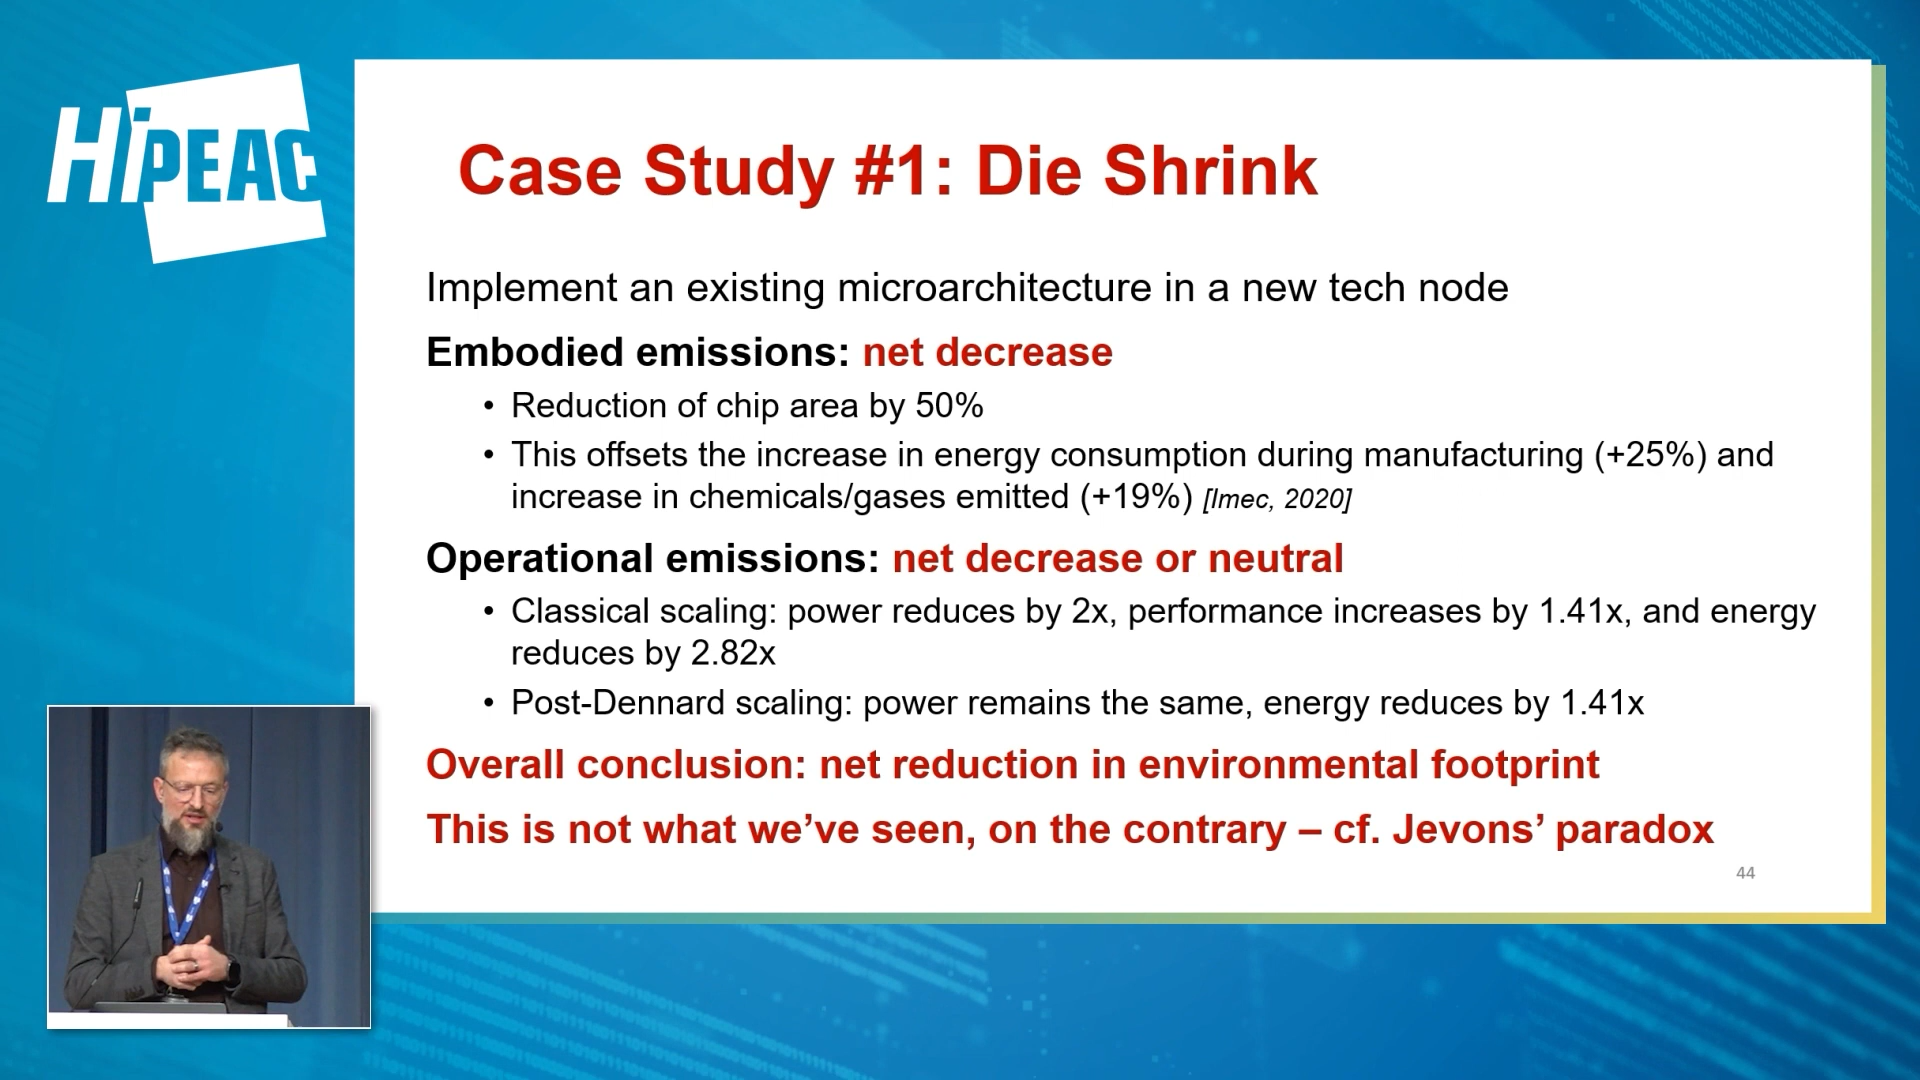 HiPEAC
Case Study #1: Die Shrink
Implement an existing microarchitecture in a new tech node
Embodied emissions: net decrease
• Reduction of chip area by 50%
• This offsets the increase in energy consumption during manufacturing (+25%) and
increase in chemicals/gases emitted (+19%) [Imec, 2020]
Operational emissions: net decrease or neutral
• Classical scaling: power reduces by 2x, performance increases by 1.41x, and energy
reduces by 2.82x
• Post-Dennard scaling: power remains the same, energy reduces by 1.41x
Overall conclusion: net reduction in environmental footprint
This is not what we’ve seen, on the contrary – cf. Jevons’ paradox
44